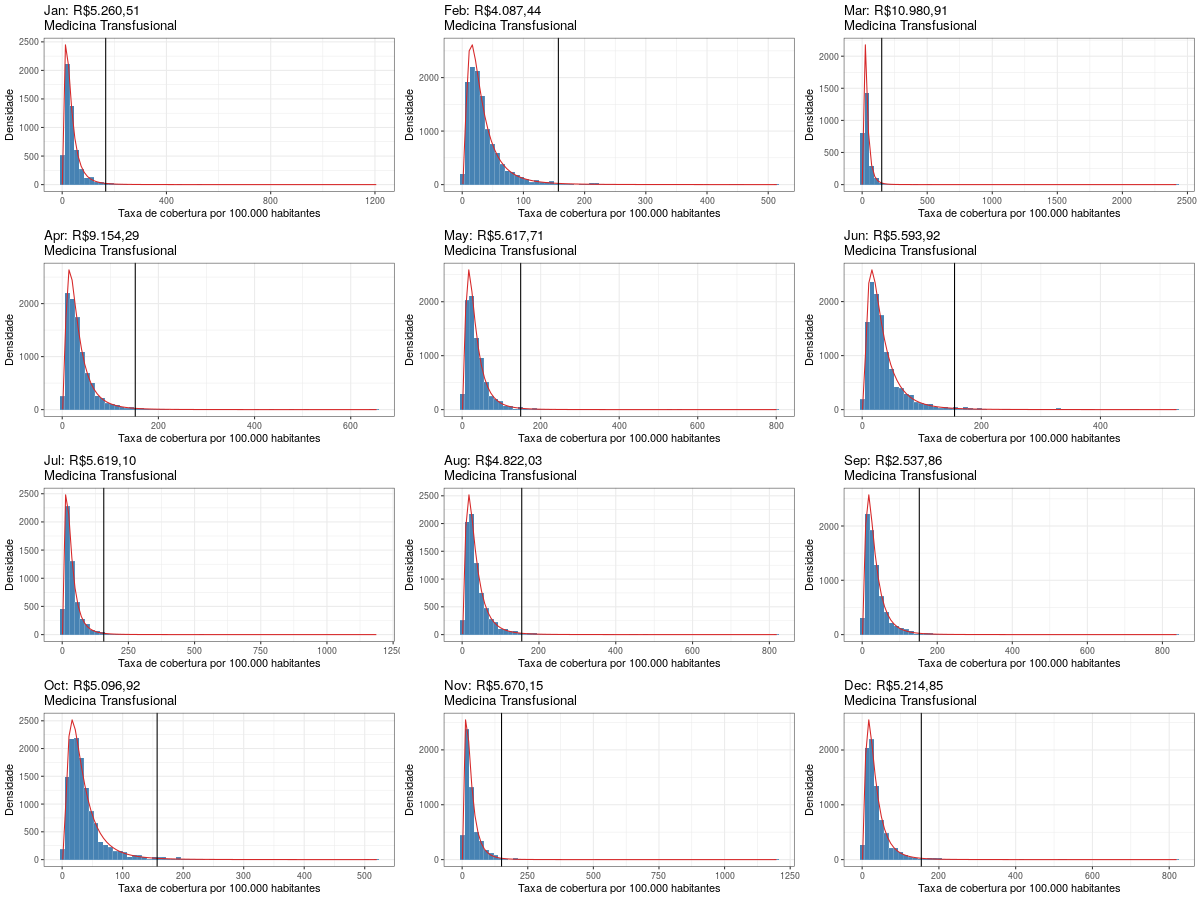 Jan: R$5.260,51
Medicina Transfusional
Densidade
2500
2000
1500
1000
500
0
0 400 800 1200
Taxa de cobertura por 100.000 habitantes
Feb: R$4.087,44
Medicina Transfusional
Densidade
2000
1000
0
0 100 200 300 400 500
Taxa de cobertura por 100.000 habitantes
Mar: R$10.980,91
Medicina Transfusional
Densidade
2000
1500
1000
500
0
0 500 1000 1500 2000 2500
Taxa de cobertura por 100.000 habitantes
Apr: R$9.154,29
Medicina Transfusional
Densidade
2000
1000
0
0 200 400 600
Taxa de cobertura por 100.000 habitantes
May: R$5.617,71
Medicina Transfusional
Densidade
2000
1000
0
0 200 400 600 800
Taxa de cobertura por 100.000 habitantes
Jun: R$5.593,92
Medicina Transfusional
Densidade
2000
1000
0
0 200 400
Taxa de cobertura por 100.000 habitantes
Jul: R$5.619,10
Medicina Transfusional
Densidade
2500
2000
1500
1000
500
0
0 250 500 750 1000 1250
Taxa de cobertura por 100.000 habitantes
Aug: R$4.822,03
Medicina Transfusional
Densidade
2500
2000
1500
1000
500
0
0 200 400 600 800
Taxa de cobertura por 100.000 habitantes
Sep: R$2.537,86
Medicina Transfusional
Densidade
2000
1000
0
0 200 400 600 800
Taxa de cobertura por 100.000 habitantes
Oct: R$5.096,92
Medicina Transfusional
Densidade
2500
2000
1500
1000
500
0
0 100 200 300 400 500
Taxa de cobertura por 100.000 habitantes
Nov: R$5.670,15
Medicina Transfusional
Densidade
2000
1000
0
0 250 500 750 1000 1250
Taxa de cobertura por 100.000 habitantes
Dec: R$5.214,85
Medicina Transfusional
Densidade
2000
1000
0
0 200 400 600 800
Taxa de cobertura por 100.000 habitantes